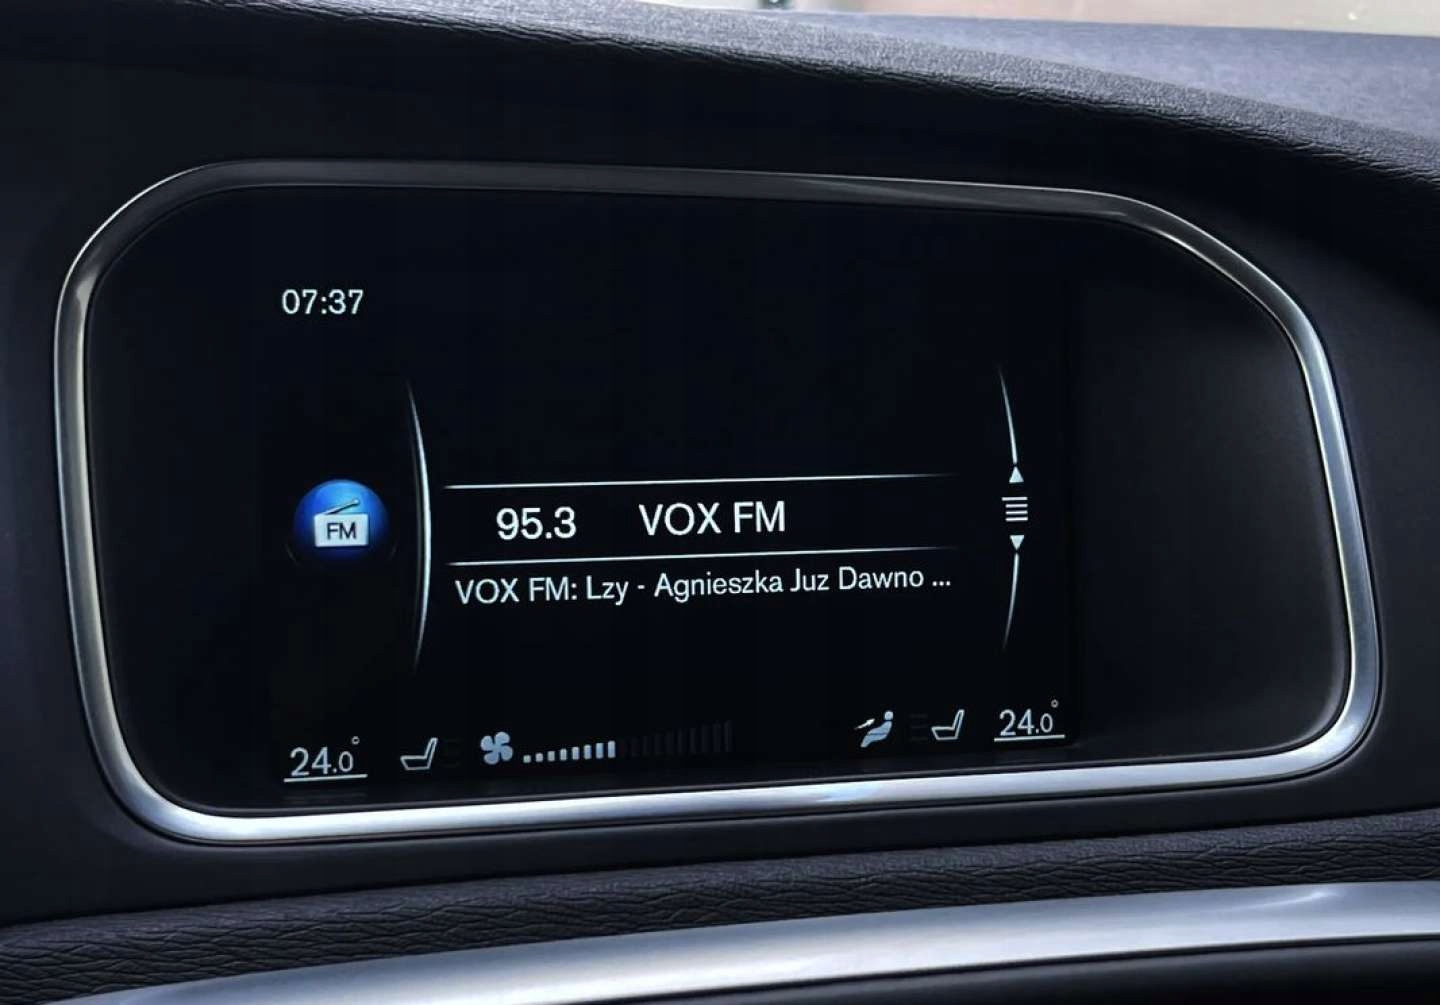 07:37
FM
95.3 VOX FM
VOX FM: Lzy - Agnieszka Juz Dawno ...
24.0°
24.0°